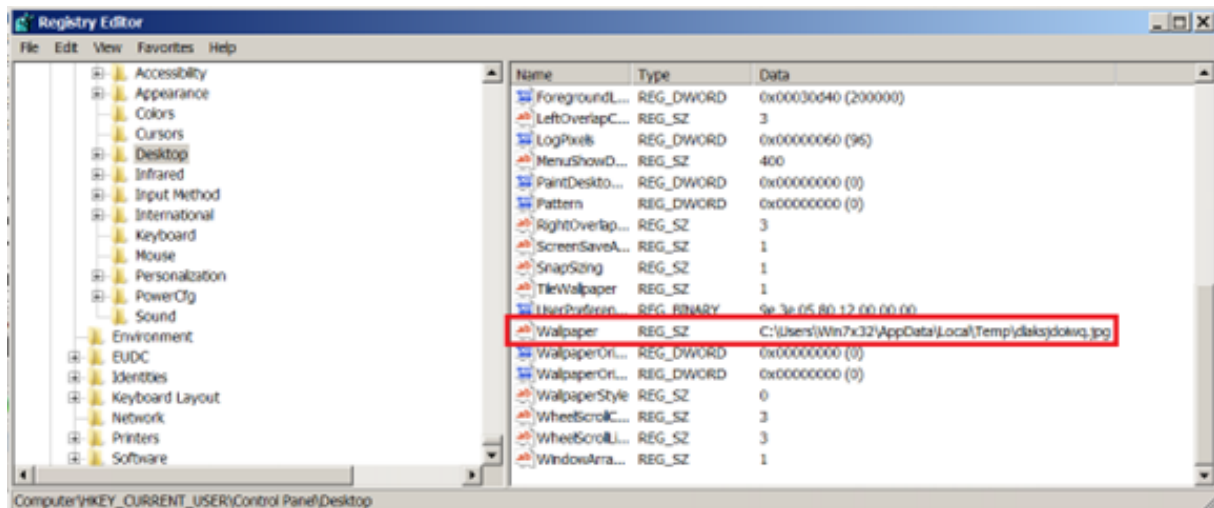 Registry Editor
File Edit View Favorites Help
Accessibility
Appearance
Colors
Cursors
Desktop
Infrared
Input Method
International
Keyboard
Mouse
Personalization
PowerCfg
Sound
Environment
EUDC
Identities
Keyboard Layout
Network
Printers
Software
Name Type Data
ForegroundL... REG_DWORD 0x00030d40 (200000)
LeftOverlapC... REG_SZ 3
LogPixels REG_DWORD 0x00000060 (96)
MenuShowD... REG_SZ 400
PaintDeskto... REG_DWORD 0x00000000 (0)
Pattern REG_DWORD 0x00000000 (0)
RightOverlap... REG_SZ 3
ScreenSaveA... REG_SZ 1
SnapSizing REG_SZ 1
TileWallpaper REG_SZ 1
UserPreferen... REG_BINARY 9e 3e 05 80 12 00 00 00
Wallpaper REG_SZ C:\Users\Win7x32\AppData\Local\Temp\dlaksjdoiwq.jpg
WallpaperOri... REG_DWORD 0x00000000 (0)
WallpaperOri... REG_DWORD 0x00000000 (0)
WallpaperStyle REG_SZ 0
WheelScrollC... REG_SZ 3
WheelScrollLi... REG_SZ 3
WindowArra... REG_SZ 1
Computer\HKEY_CURRENT_USER\Control Panel\Desktop